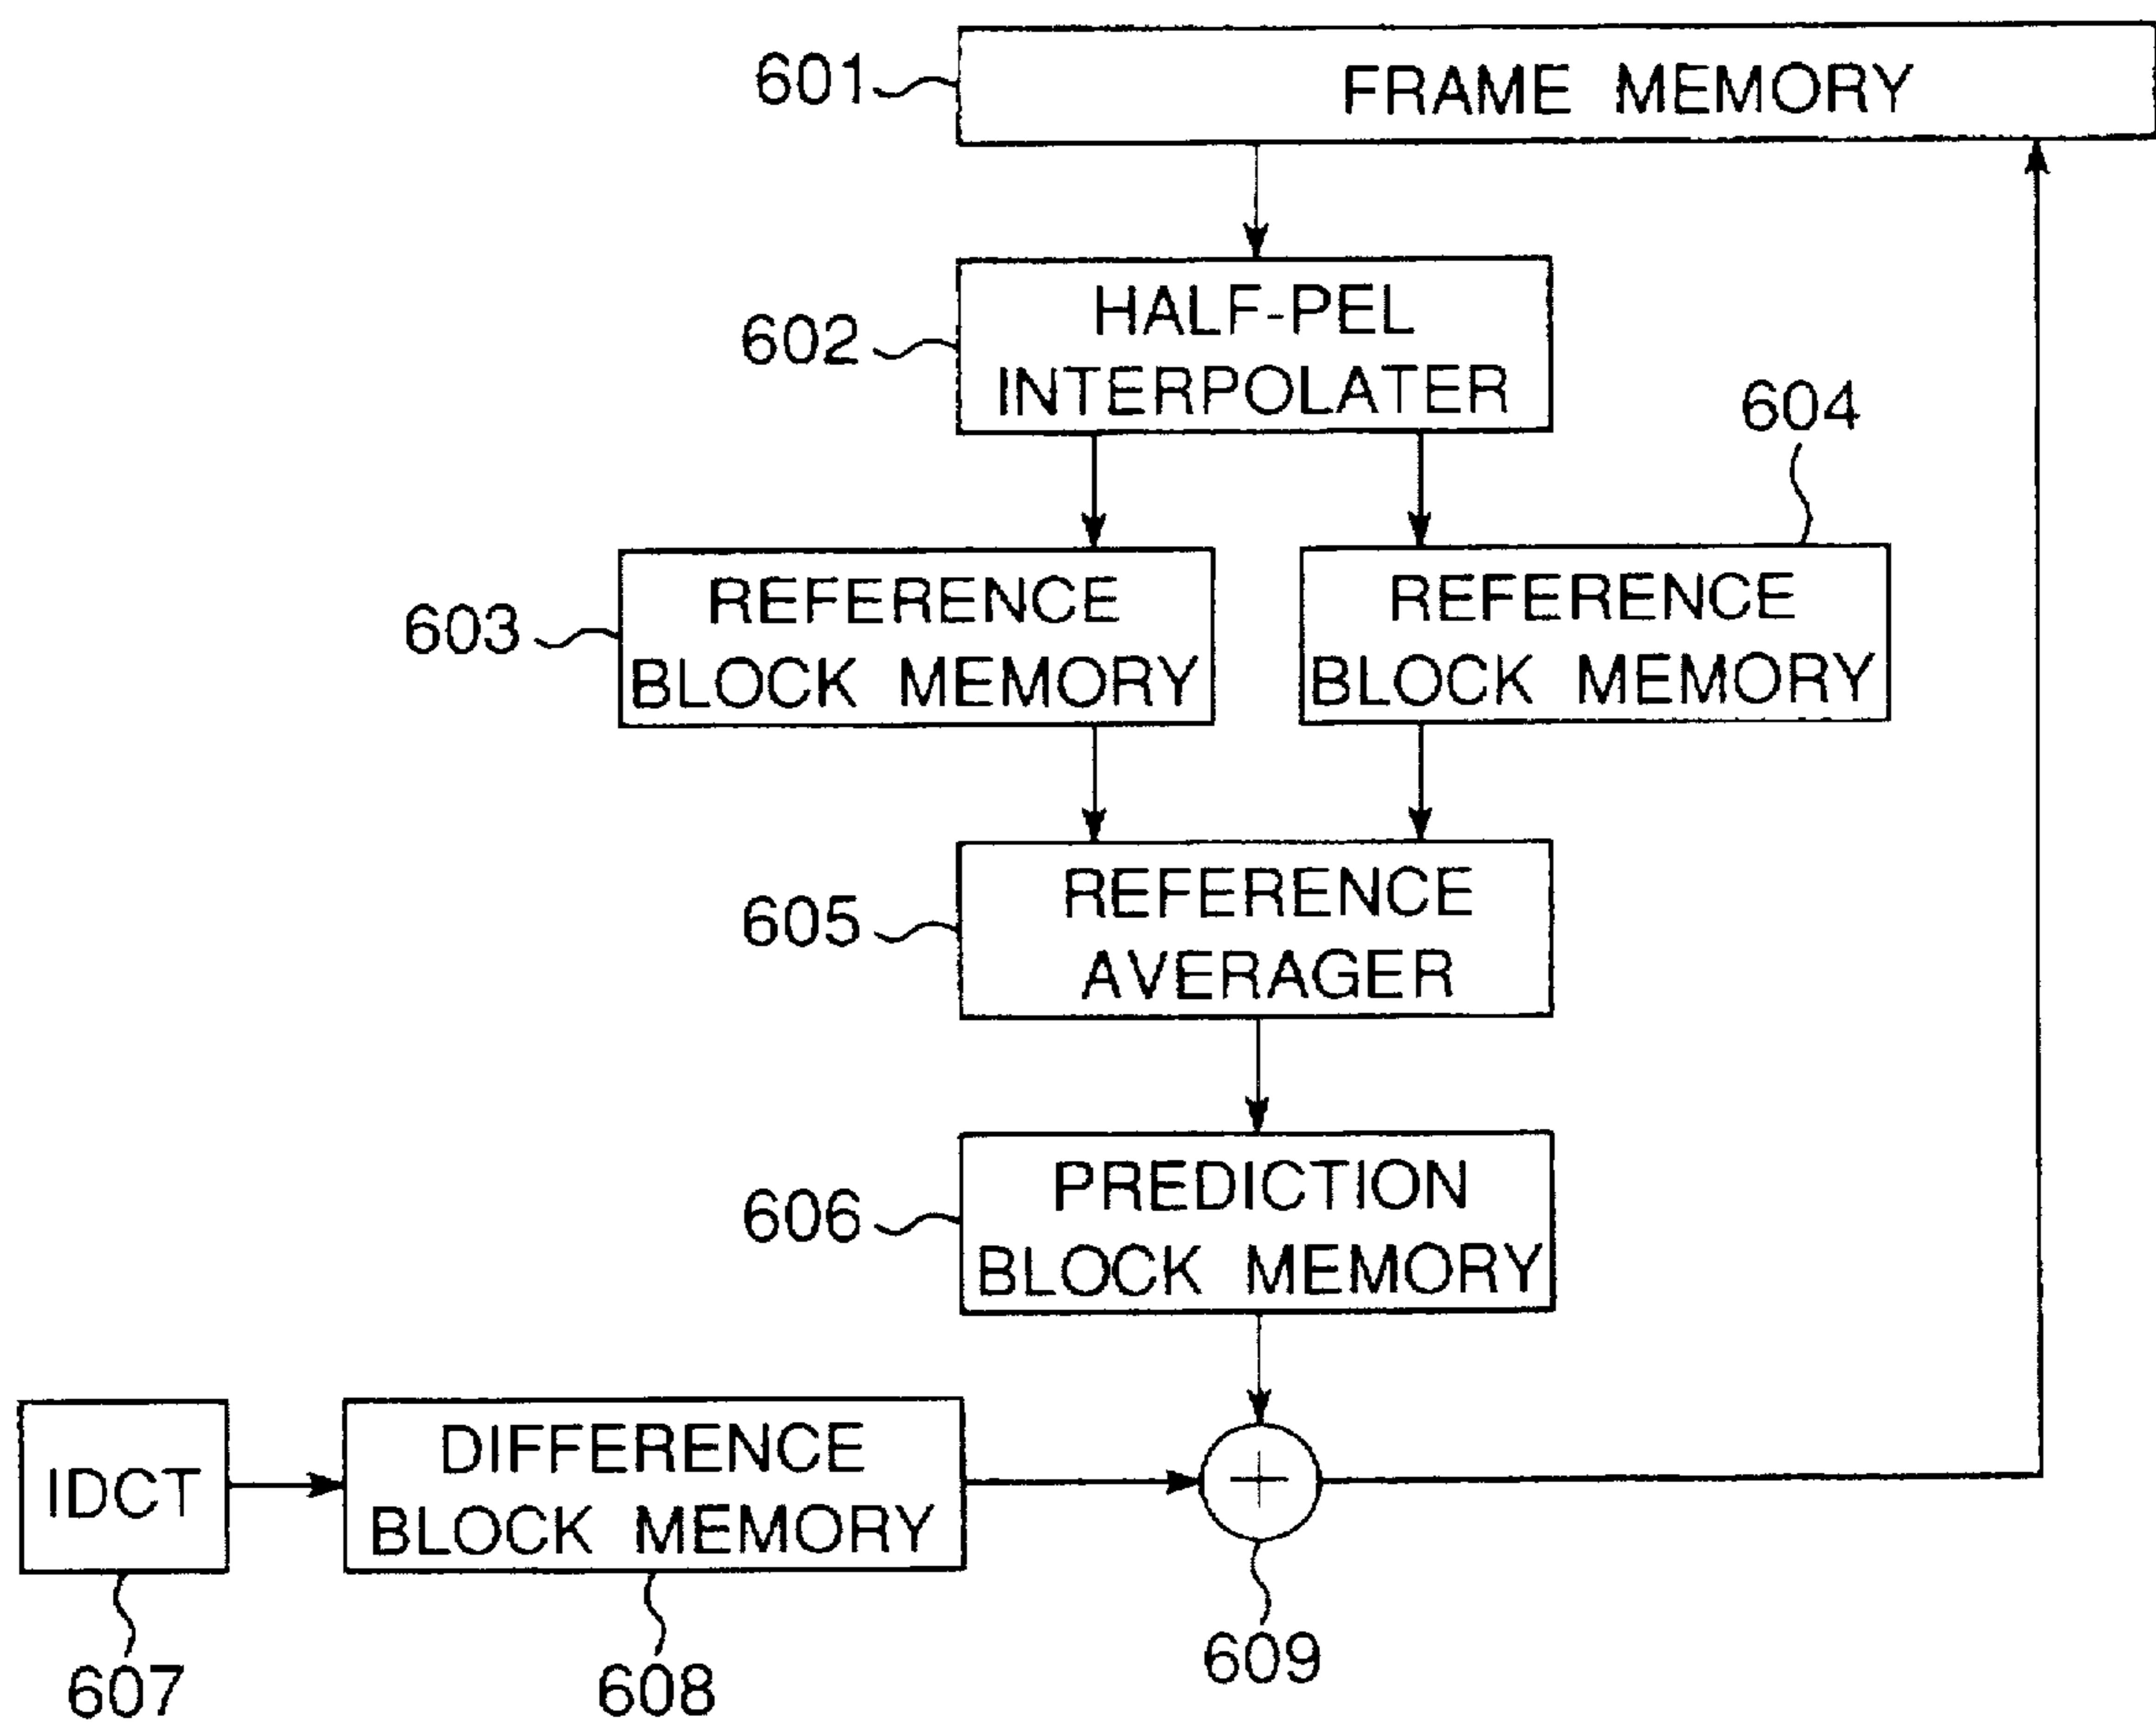 601
FRAME MEMORY
602
HALF-PEL
INTERPOLATER
604
603
REFERENCE
BLOCK MEMORY
REFERENCE
BLOCK MEMORY
605
REFERENCE
AVERAGER
606
PREDICTION
BLOCK MEMORY
IDCT
DIFFERENCE
BLOCK MEMORY
+
607
608
609